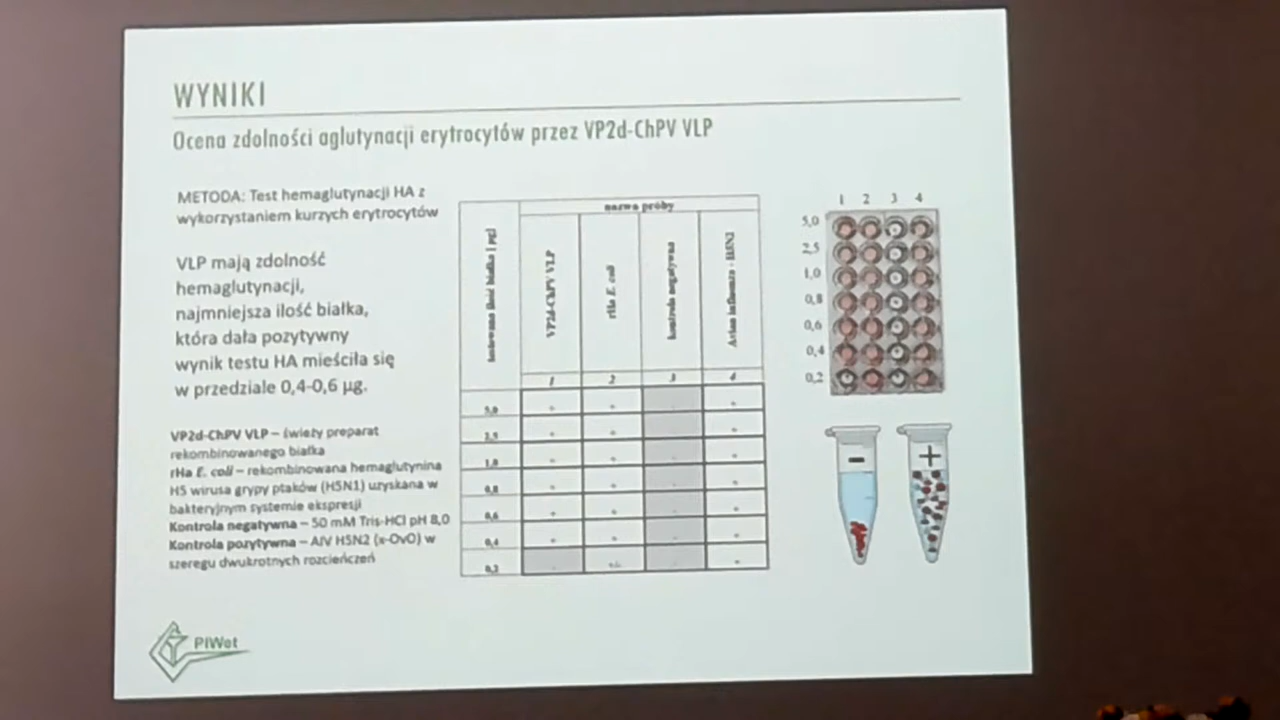 WYNIKI
Ocena zdolności aglutynacji erytrocytów przez VP2d-ChPV VLP
METODA: Test hemaglutynacji HA z
wykorzystaniem kurzych erytrocytów
VLP mają zdolność
hemaglutynacji,
najmniejsza ilość białka,
która dała pozytywny
wynik testu HA mieściła się
w przedziale 0,4-0,6 µg.
VP2d-ChPV VLP – świeży preparat
rekombinowanego białka
rHa E. coli – rekombinowana hemaglutynina
H5 wirusa grypy ptaków (H5N1) uzyskana w
bakteryjnym systemie ekspresji
Kontrola negatywna – 50 mM Tris-HCl pH 8,0
Kontrola pozytywna – AIV H5N2 (x-OvO) w
szeregu dwukrotnych rozcieńczeń
nazwa próby
VP2d-ChPV VLP
rHa E. coli
kontrola negatywna
Avian influenza - H5N2
1 2 3 4
5,0
2,5
1,0
0,8
0,6
0,4
0,2
+/-
1 2 3 4
5,0
2,5
1,0
0,8
0,6
0,4
0,2
- +
PIWet